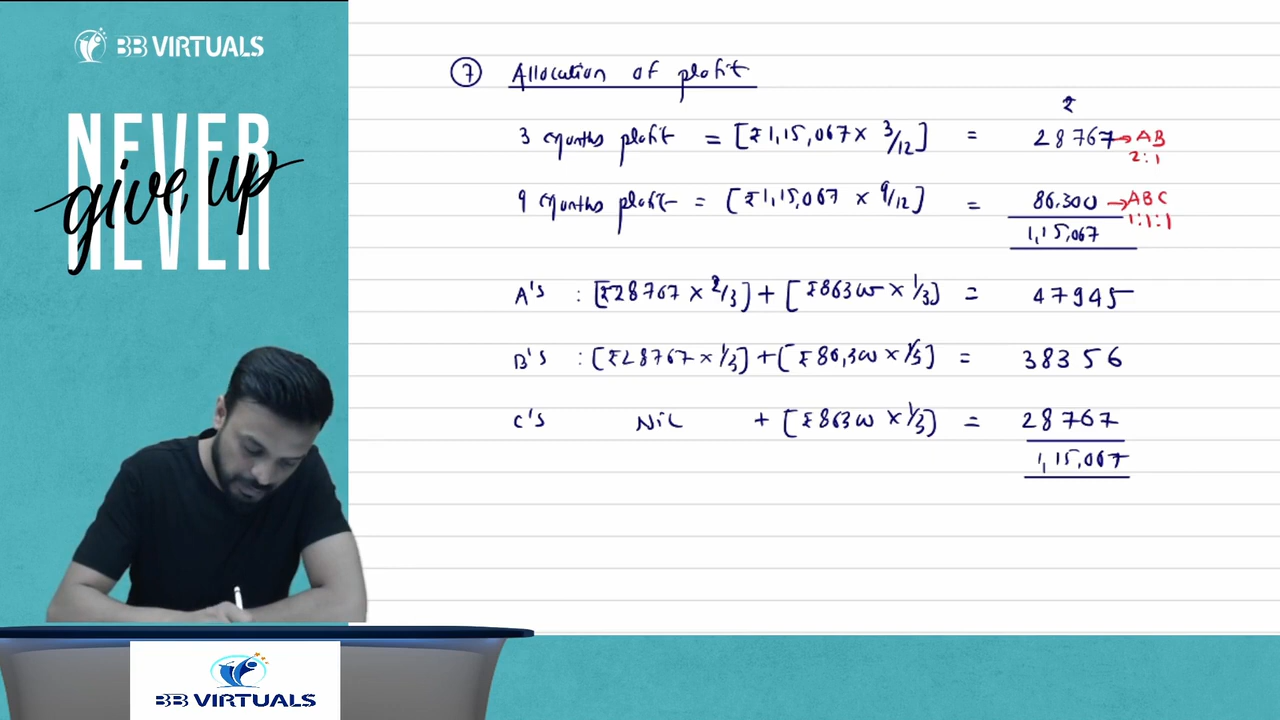 BB VIRTUALS
NEVER
give up
NEVER
⑦ Allocation of profit
₹
3 months profit = [₹1,15,067 × 3/12] = 28767 → AB
2:1
9 months profit = [₹1,15,067 × 9/12] = 86,300 → ABC
1:1:1
1,15,067
A's : [₹28767 × 2/3] + [₹86300 × 1/3] = 47945
B's : [₹28767 × 1/3] + [₹86,300 × 1/3] = 38356
C's Nil + [₹86300 × 1/3] = 28767
1,15,067
BB VIRTUALS